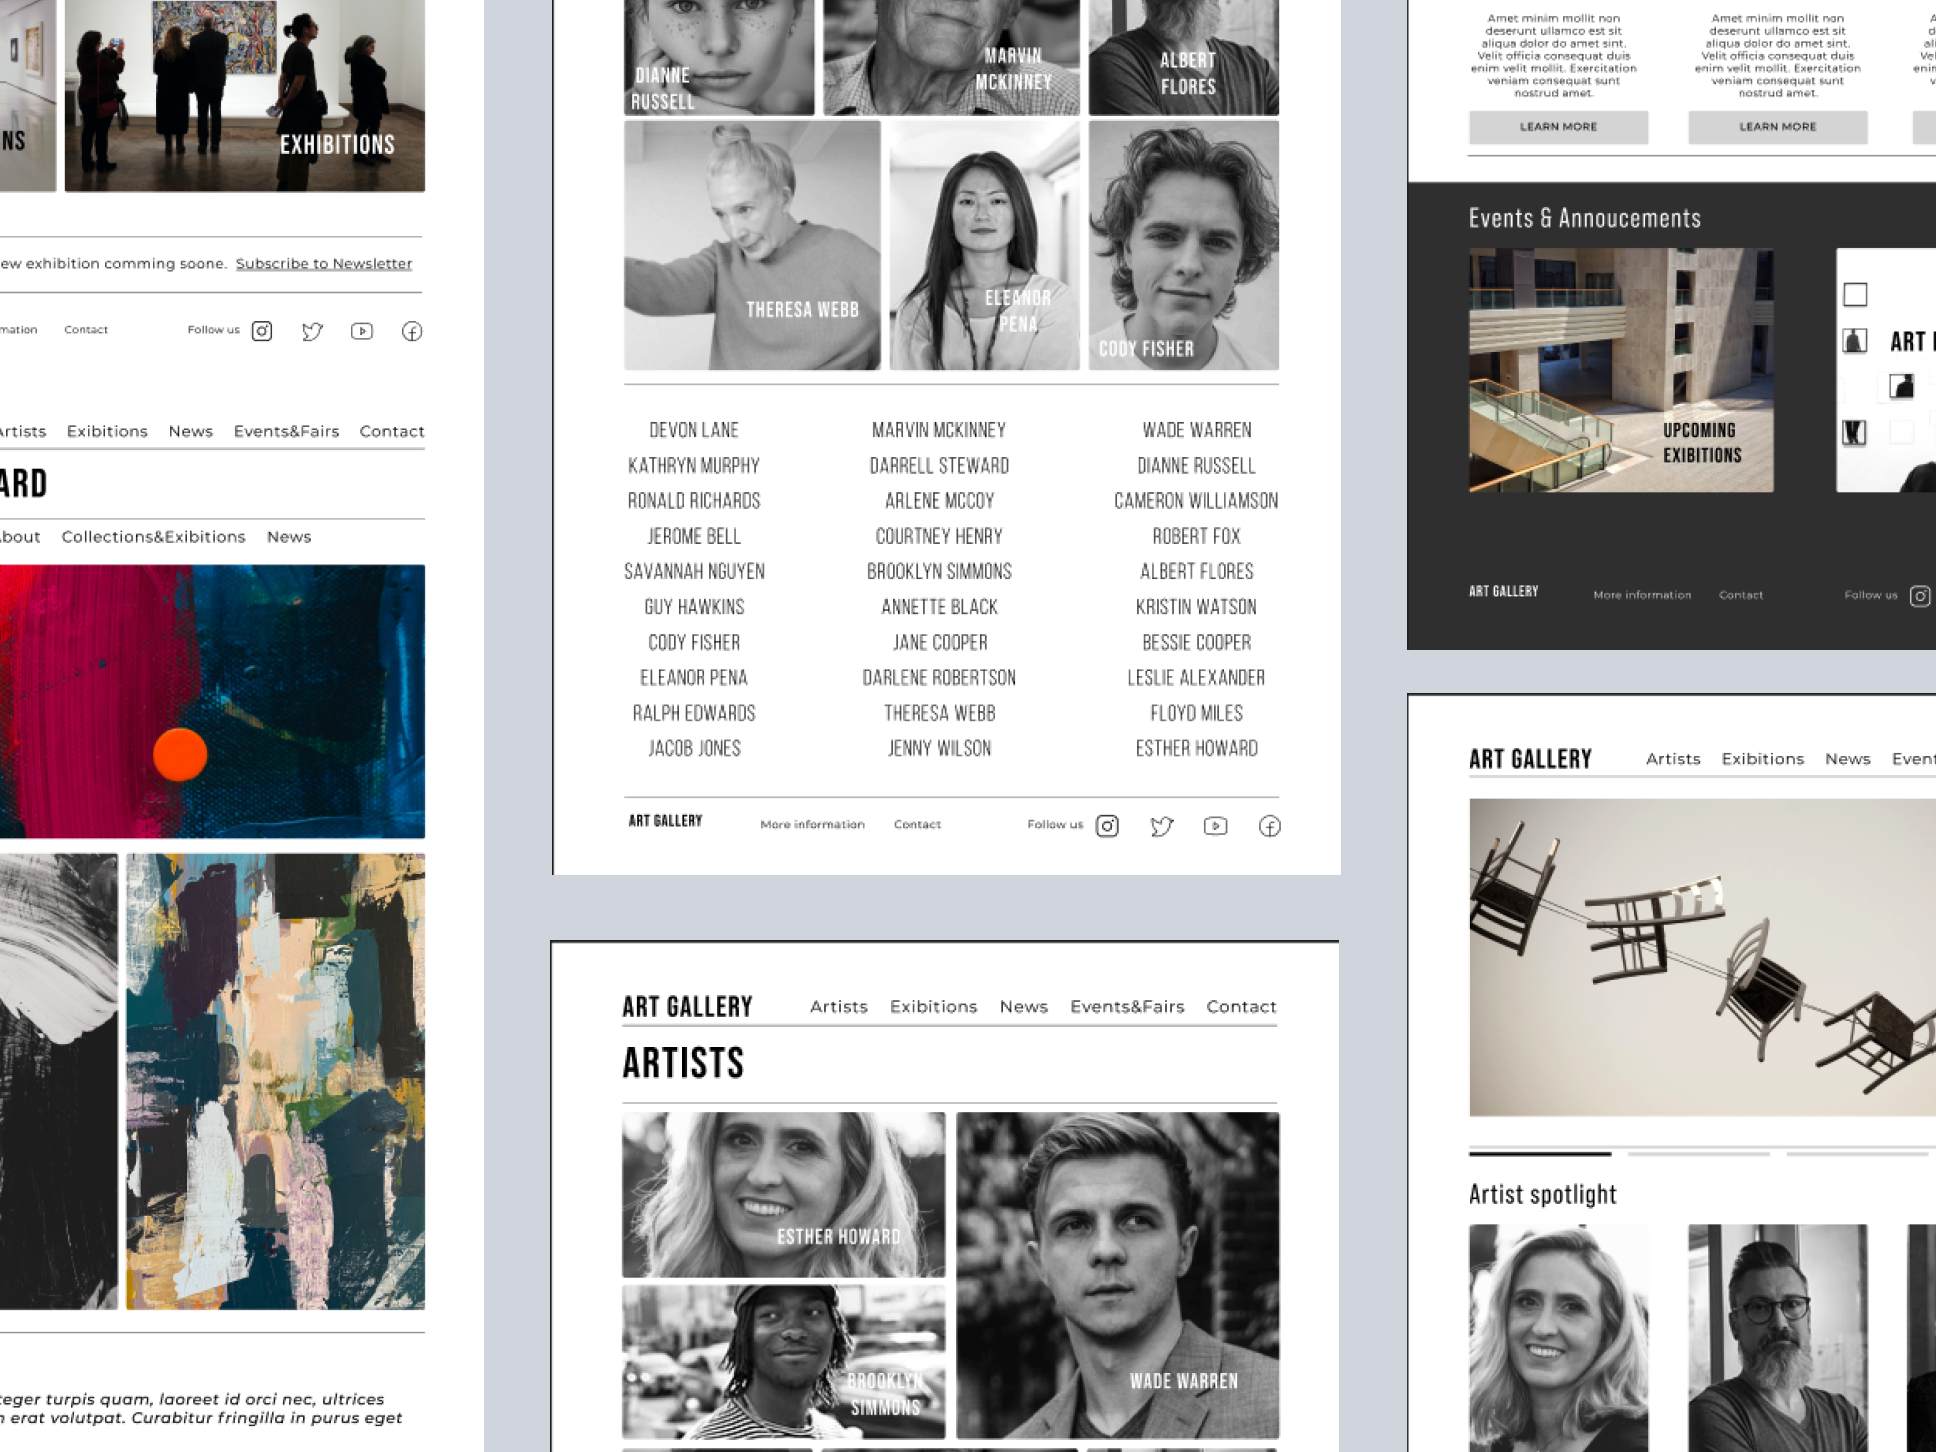 NS
EXHIBITIONS
ew exhibition comming soone. Subscribe to Newsletter
mation Contact Follow us
Artists Exibitions News Events&Fairs Contact
ARD
About Collections&Exibitions News
teger turpis quam, laoreet id orci nec, ultrices
n erat volutpat. Curabitur fringilla in purus eget
DIANNE
RUSSELL
MARVIN
MCKINNEY
ALBERT
FLORES
THERESA WEBB
ELEANOR
PENA
CODY FISHER
DEVON LANE MARVIN MCKINNEY WADE WARREN
KATHRYN MURPHY DARRELL STEWARD DIANNE RUSSELL
RONALD RICHARDS ARLENE MCCOY CAMERON WILLIAMSON
JEROME BELL COURTNEY HENRY ROBERT FOX
SAVANNAH NGUYEN BROOKLYN SIMMONS ALBERT FLORES
GUY HAWKINS ANNETTE BLACK KRISTIN WATSON
CODY FISHER JANE COOPER BESSIE COOPER
ELEANOR PENA DARLENE ROBERTSON LESLIE ALEXANDER
RALPH EDWARDS THERESA WEBB FLOYD MILES
JACOB JONES JENNY WILSON ESTHER HOWARD
ART GALLERY More information Contact Follow us
ART GALLERY Artists Exibitions News Events&Fairs Contact
ARTISTS
ESTHER HOWARD
BROOKLYN
SIMMONS
WADE WARREN
Amet minim mollit non
deserunt ullamco est sit
aliqua dolor do amet sint.
Velit officia consequat duis
enim velit mollit. Exercitation
veniam consequat sunt
nostrud amet.
LEARN MORE
Amet minim mollit non
deserunt ullamco est sit
aliqua dolor do amet sint.
Velit officia consequat duis
enim velit mollit. Exercitation
veniam consequat sunt
nostrud amet.
LEARN MORE
Events & Annoucements
UPCOMING
EXIBITIONS
ART
ART GALLERY More information Contact Follow us
ART GALLERY Artists Exibitions News Event
Artist spotlight